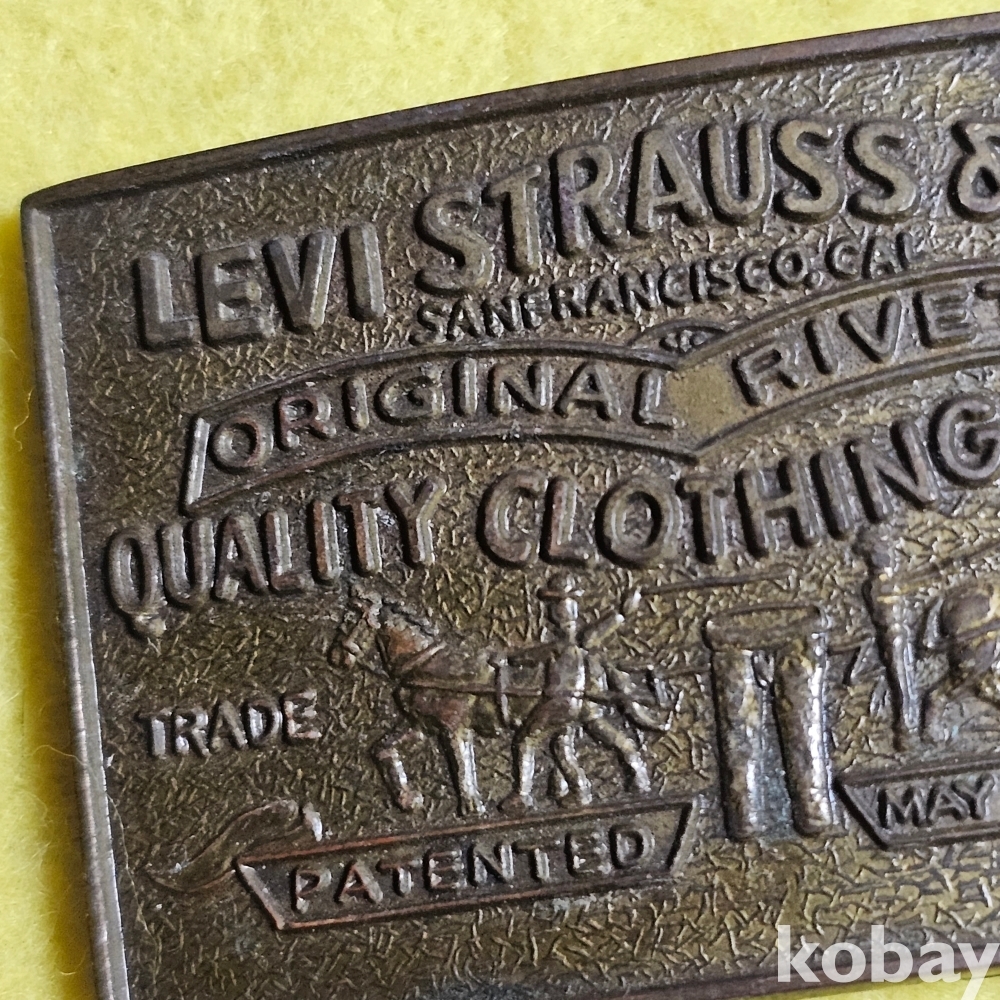 LEVI STRAUSS &
SANFRANCISCO, CAL
ORIGINAL RIVET
QUALITY CLOTHING
TRADE
PATENTED
MAY
kobay